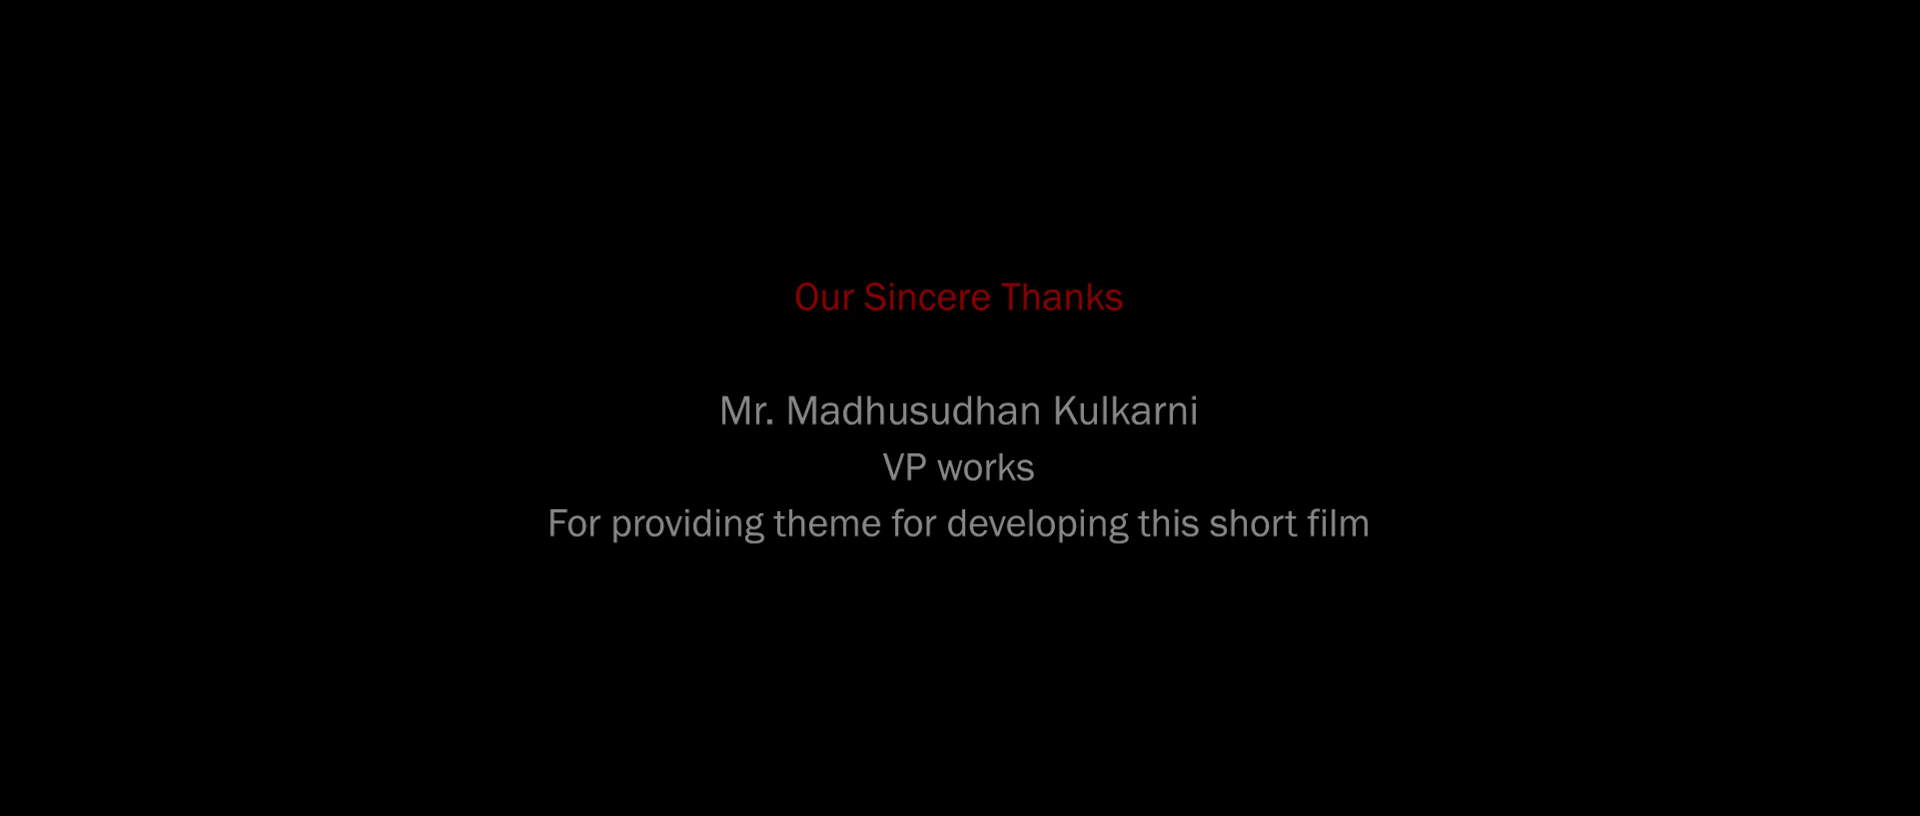 Our Sincere Thanks
Mr. Madhusudhan Kulkarni
VP works
For providing theme for developing this short film